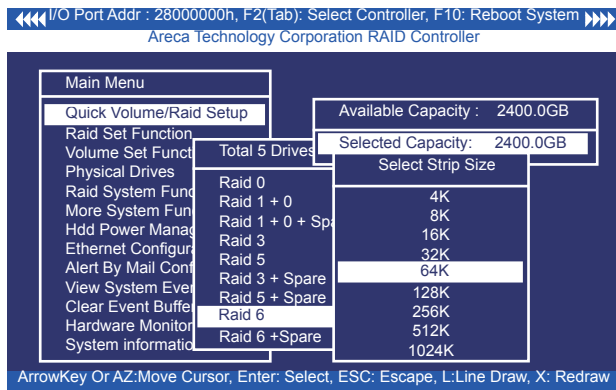 I/O Port Addr : 28000000h, F2(Tab): Select Controller, F10: Reboot System
Areca Technology Corporation RAID Controller
Main Menu
Quick Volume/Raid Setup
Raid Set Function
Volume Set Funct
Physical Drives
Raid System Func
More System Fun
Hdd Power Manag
Ethernet Configura
Alert By Mail Conf
View System Even
Clear Event Buffe
Hardware Monitor
System informatio
Total 5 Drives
Raid 0
Raid 1 + 0
Raid 1 + 0 + Spa
Raid 3
Raid 5
Raid 3 + Spare
Raid 5 + Spare
Raid 6
Raid 6 +Spare
Available Capacity : 2400.0GB
Selected Capacity: 2400.0GB
Select Strip Size
4K
8K
16K
32K
64K
128K
256K
512K
1024K
ArrowKey Or AZ:Move Cursor, Enter: Select, ESC: Escape, L:Line Draw, X: Redraw